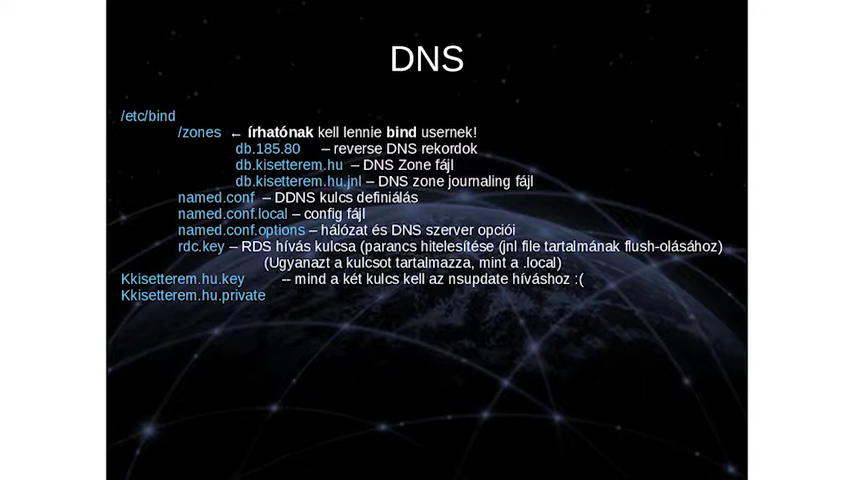 DNS
/etc/bind
/zones ← írhatónak kell lennie bind usernek!
db.185.80 – reverse DNS rekordok
db.kisetterem.hu – DNS Zone fájl
db.kisetterem.hu.jnl – DNS zone journaling fájl
named.conf – DDNS kulcs definiálás
named.conf.local – config fájl
named.conf.options – hálózat és DNS szerver opciói
rdc.key – RDS hívás kulcsa (parancs hitelesítése (jnl file tartalmának flush-olásához)
(Ugyanazt a kulcsot tartalmazza, mint a .local)
Kkisetterem.hu.key -- mind a két kulcs kell az nsupdate híváshoz :(
Kkisetterem.hu.private